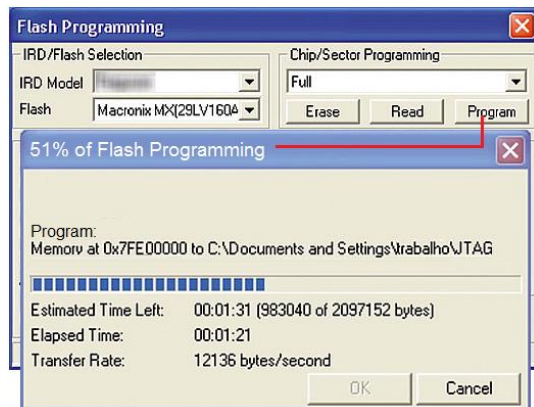 Flash Programming
IRD/Flash Selection
Chip/Sector Programming
IRD Model
Full
Flash
Macronix MX(29LV160A
Erase
Read
Program
51% of Flash Programming
Program:
Memory at 0x7FE00000 to C:\Documents and Settings\trabalho\JTAG
Estimated Time Left: 00:01:31 (983040 of 2097152 bytes)
Elapsed Time: 00:01:21
Transfer Rate: 12136 bytes/second
OK
Cancel